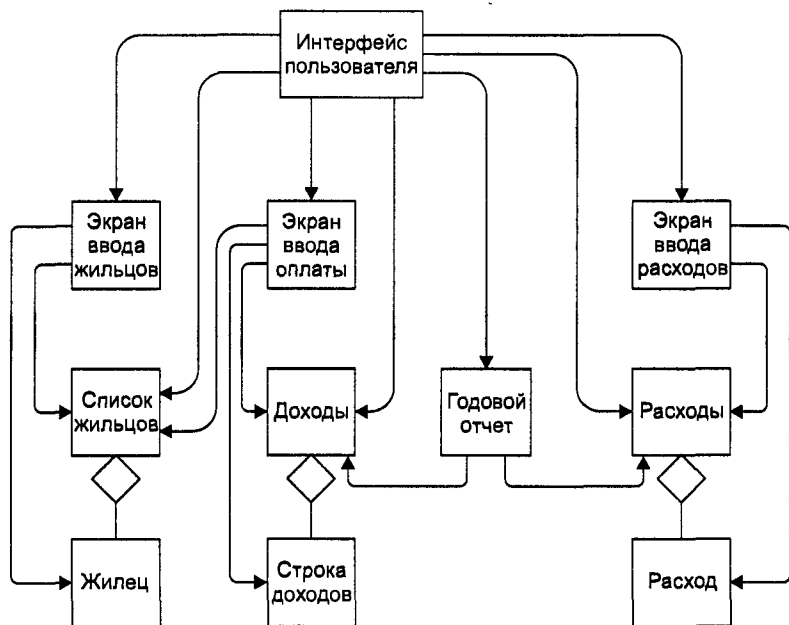 Интерфейс
пользователя
Экран
ввода
жильцов
Экран
ввода
оплаты
Экран
ввода
расходов
Список
жильцов
Доходы
Годовой
отчет
Расходы
Жилец
Строка
доходов
Расход